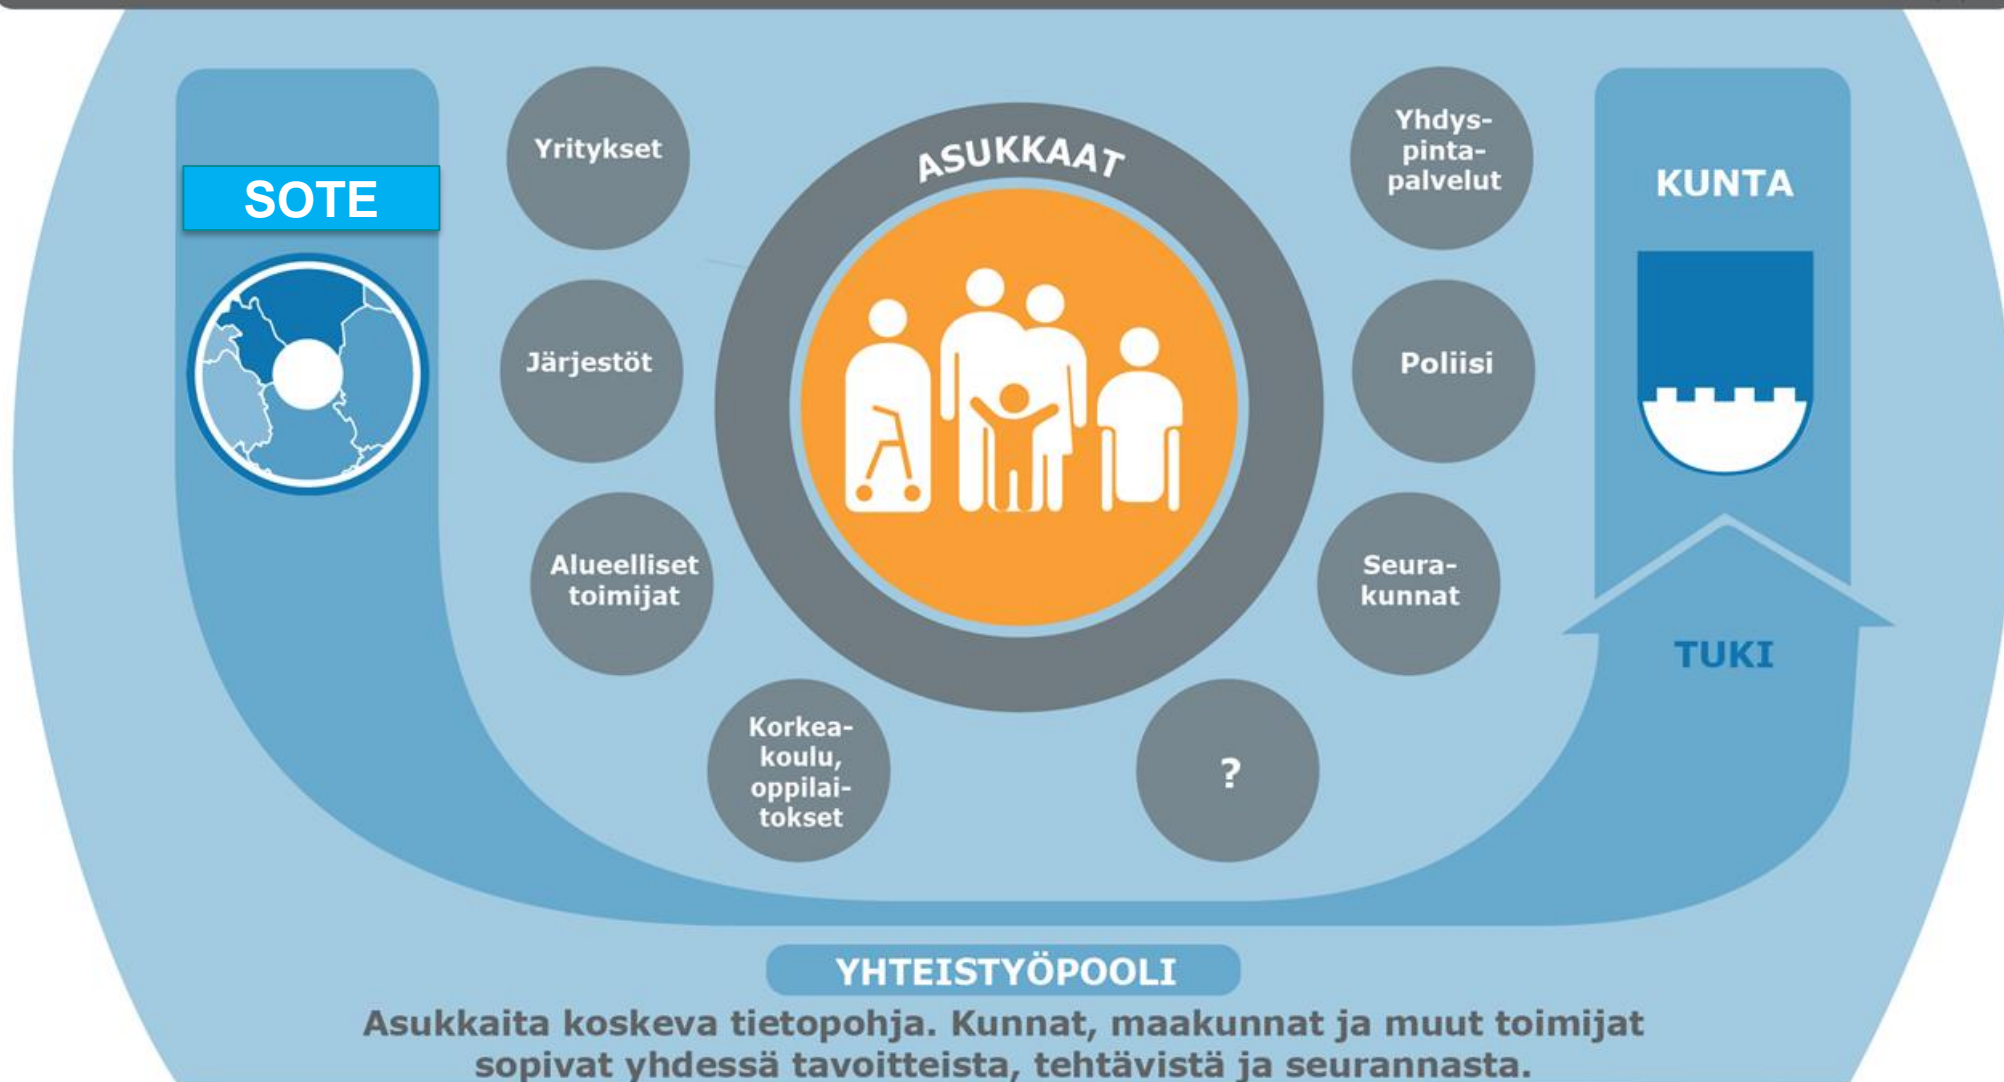 SOTE
Yritykset
Järjestöt
Alueelliset
toimijat
Korkea-
koulu,
oppilai-
tokset
ASUKKAAT
Yhdys-
pinta-
palvelut
Poliisi
Seura-
kunnat
?
KUNTA
TUKI
YHTEISTYÖPOOLI
Asukkaita koskeva tietopohja. Kunnat, maakunnat ja muut toimijat
sopivat yhdessä tavoitteista, tehtävistä ja seurannasta.